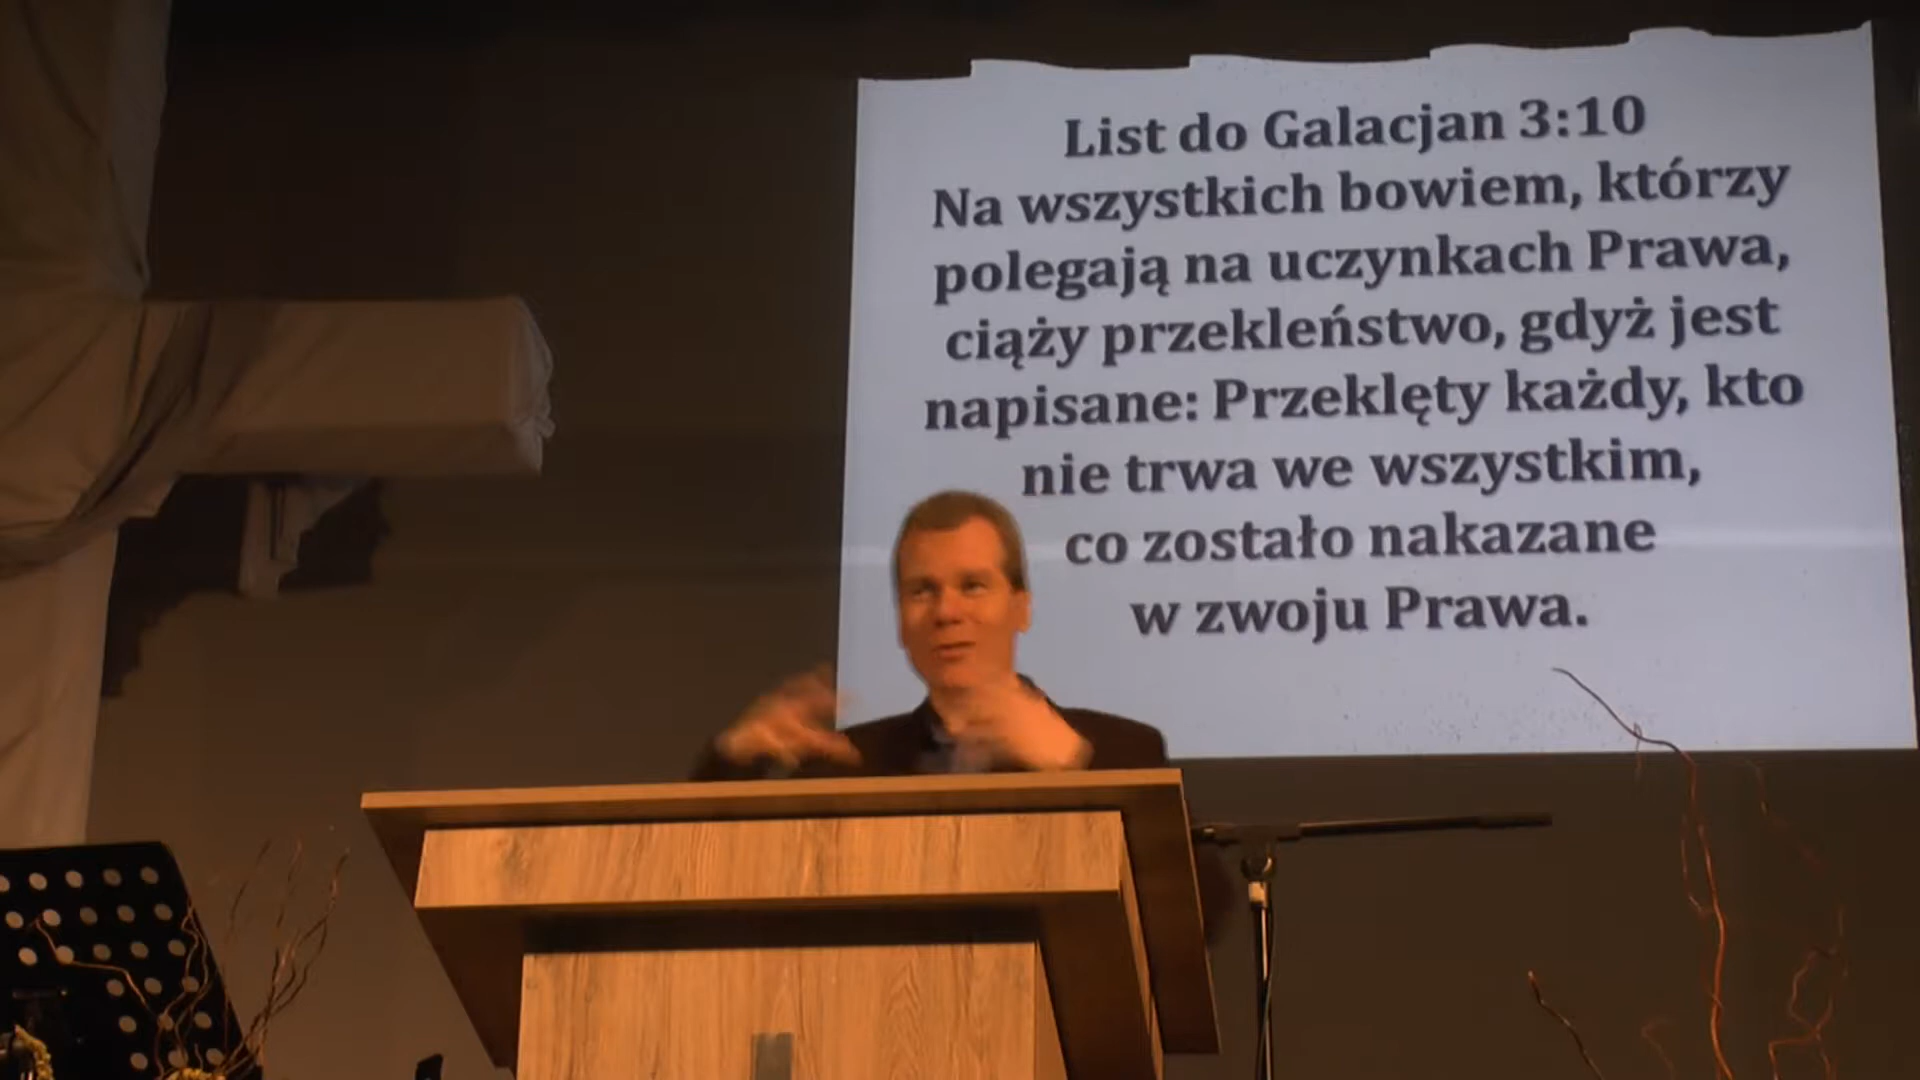 List do Galacjan 3:10
Na wszystkich bowiem, którzy
polegają na uczynkach Prawa,
ciąży przekleństwo, gdyż jest
napisane: Przeklęty każdy, kto
nie trwa we wszystkim,
co zostało nakazane
w zwoju Prawa.